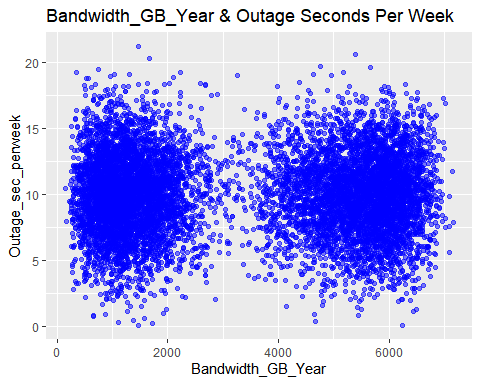 Bandwidth_GB_Year & Outage Seconds Per Week
Outage_sec_perweek
20
15
10
5
0
0 2000 4000 6000
Bandwidth_GB_Year